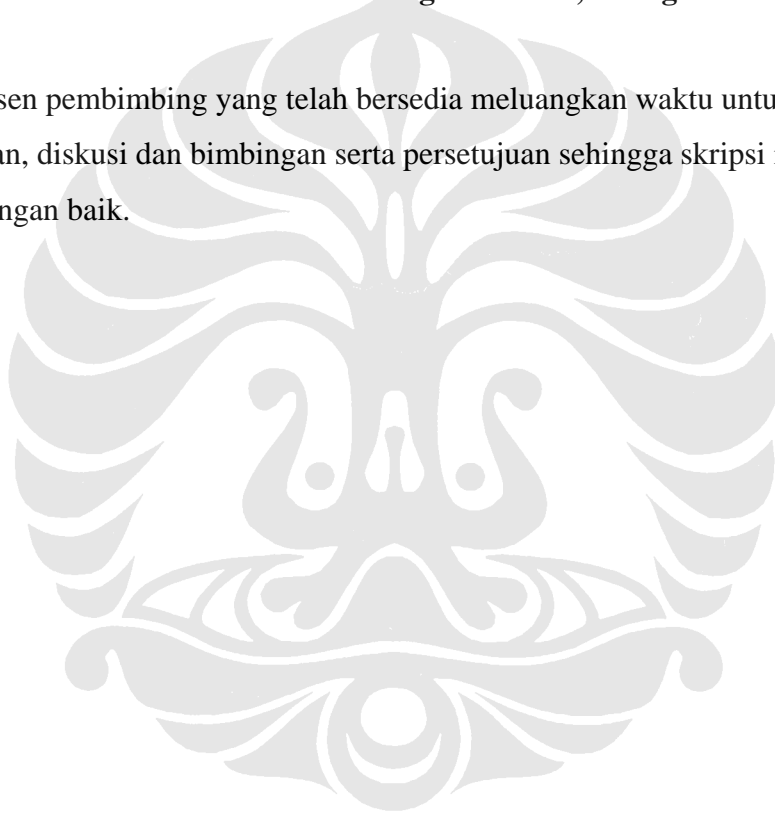 sen pembimbing yang telah bersedia meluangkan waktu untu
an, diskusi dan bimbingan serta persetujuan sehingga skripsi
ngan baik.